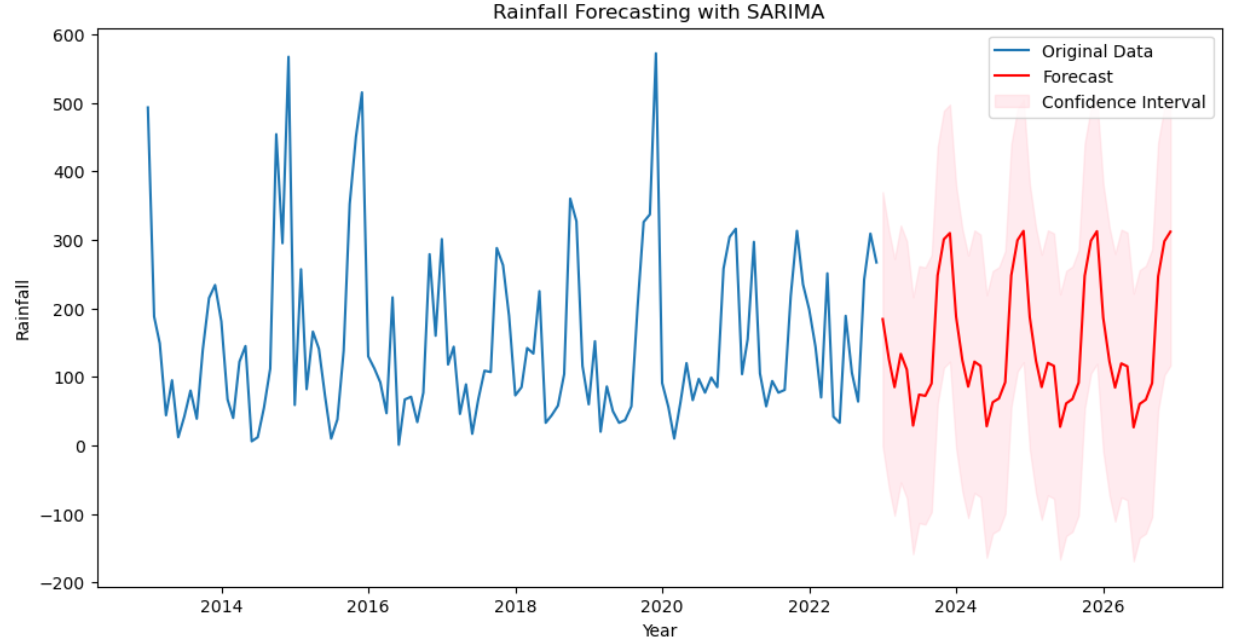 Rainfall Forecasting with SARIMA
Original Data
Forecast
Confidence Interval
Rainfall
600
500
400
300
200
100
0
−100
−200
2014 2016 2018 2020 2022 2024 2026
Year